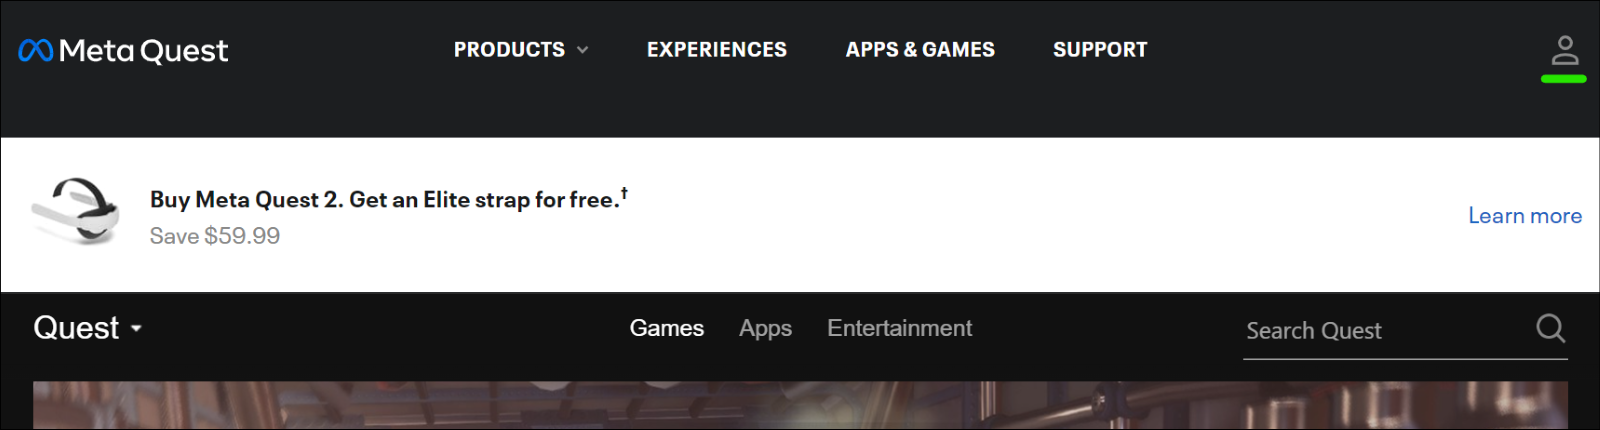 Meta Quest
PRODUCTS EXPERIENCES APPS & GAMES SUPPORT
Buy Meta Quest 2. Get an Elite strap for free.†
Save $59.99
Learn more
Quest Games Apps Entertainment Search Quest